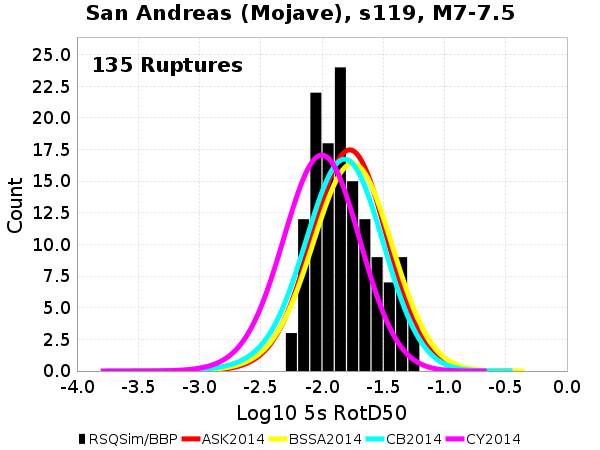 San Andreas (Mojave), s119, M7-7.5
135 Ruptures
Count
25.0
22.5
20.0
17.5
15.0
12.5
10.0
7.5
5.0
2.5
0.0
-4.0 -3.5 -3.0 -2.5 -2.0 -1.5 -1.0 -0.5 0.0
Log10 5s RotD50
RSQSim/BBP ASK2014 BSSA2014 CB2014 CY2014